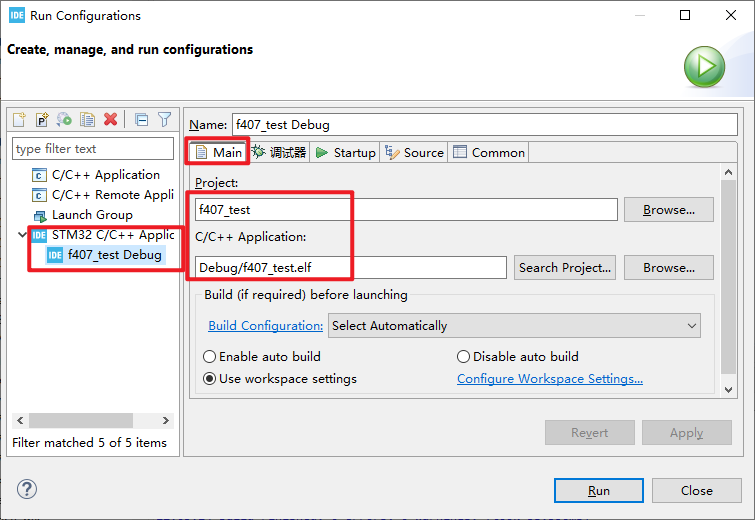 IDE Run Configurations
Create, manage, and run configurations
Name: f407_test Debug
type filter text
Main 调试器 Startup Source Common
C/C++ Application
C/C++ Remote Appli
Launch Group
IDE STM32 C/C++ Applic
IDE f407_test Debug
Project:
f407_test
Browse...
C/C++ Application:
Debug/f407_test.elf
Search Project...
Browse...
Build (if required) before launching
Build Configuration: Select Automatically
Enable auto build
Disable auto build
Use workspace settings
Configure Workspace Settings...
Filter matched 5 of 5 items
Revert
Apply
Run
Close